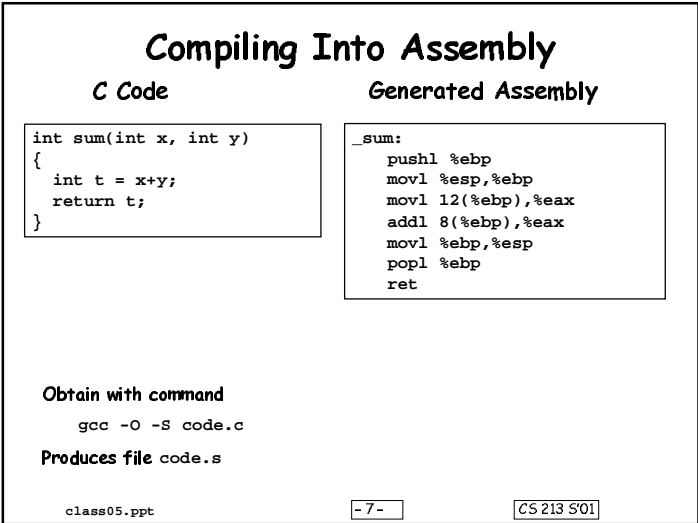 Compiling Into Assembly
C Code
int sum(int x, int y)
{
  int t = x+y;
  return t;
}
Generated Assembly
_sum:
    pushl %ebp
    movl %esp,%ebp
    movl 12(%ebp),%eax
    addl 8(%ebp),%eax
    movl %ebp,%esp
    popl %ebp
    ret
Obtain with command
gcc -O -S code.c
Produces file code.s
class05.ppt
- 7 -
CS 213 S'01